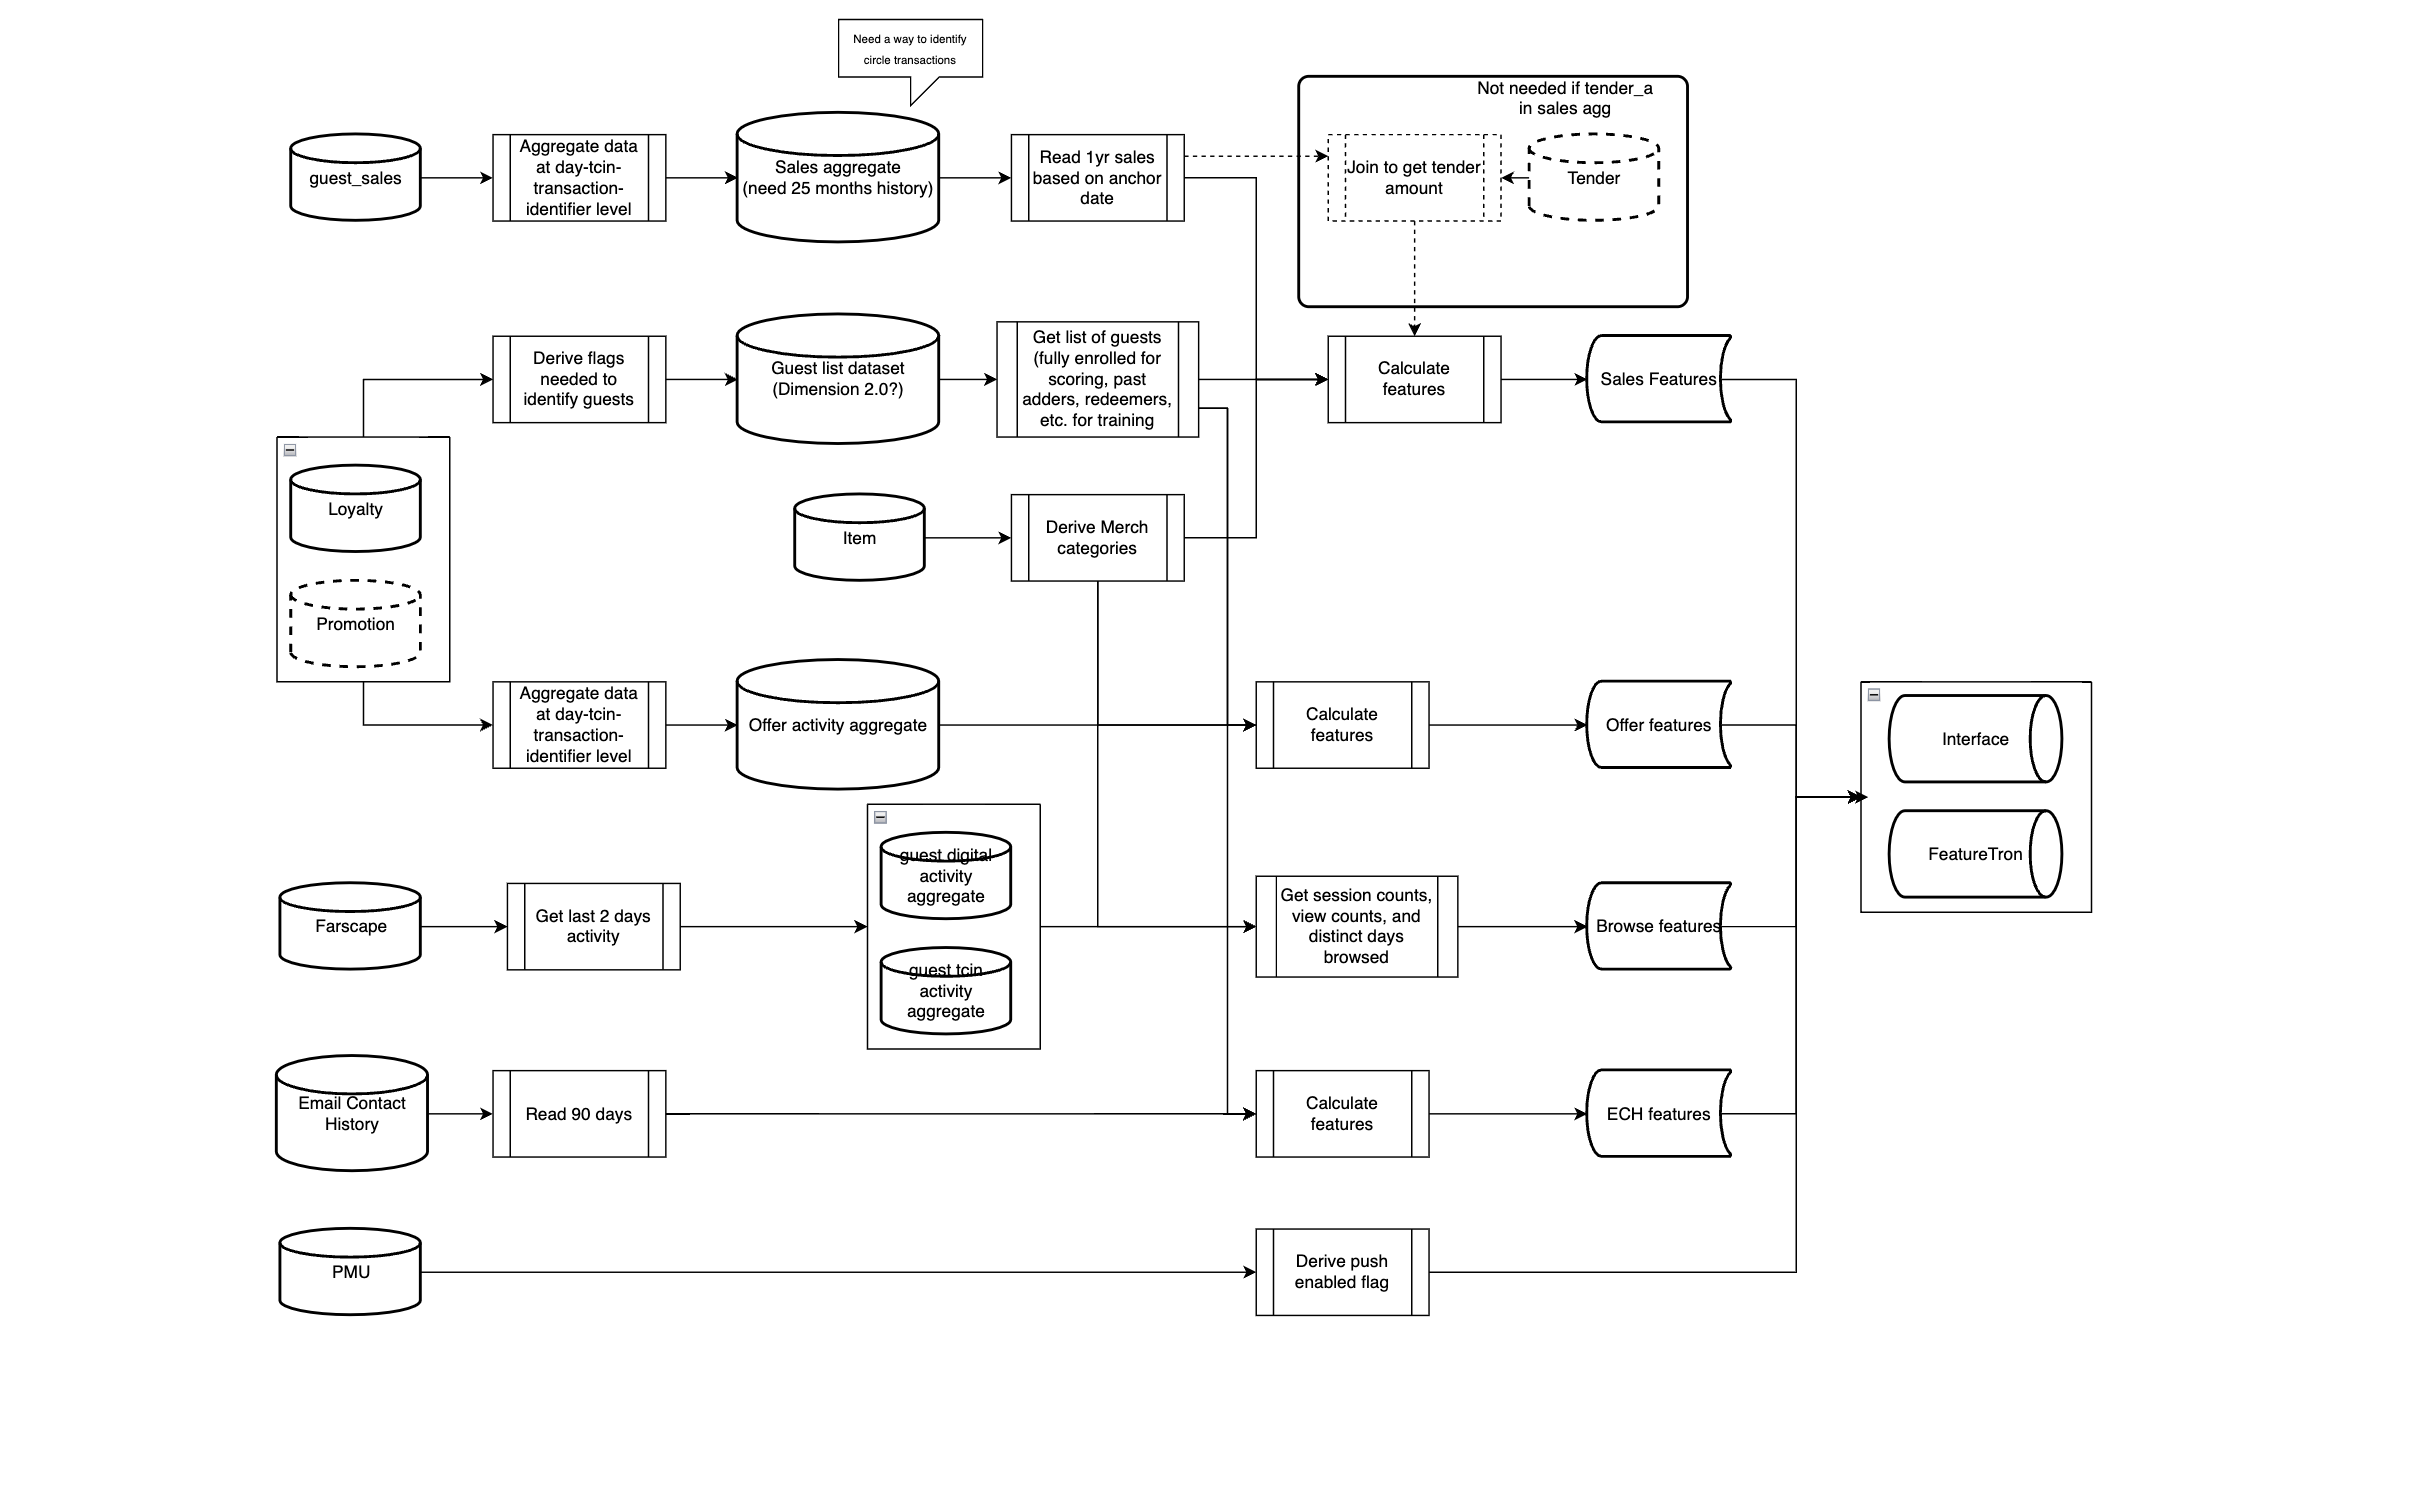 Need a way to identify
circle transactions
Not needed if tender_a
in sales agg
guest_sales
Aggregate data
at day-tcin-
transaction-
identifier level
Sales aggregate
(need 25 months history)
Read 1yr sales
based on anchor
date
Join to get tender
amount
Tender
Derive flags
needed to
identify guests
Guest list dataset
(Dimension 2.0?)
Get list of guests
(fully enrolled for
scoring, past
adders, redeemers,
etc. for training
Calculate
features
Sales Features
Loyalty
Promotion
Item
Derive Merch
categories
Aggregate data
at day-tcin-
transaction-
identifier level
Offer activity aggregate
Calculate
features
Offer features
Interface
FeatureTron
Farscape
Get last 2 days
activity
guest digital
activity
aggregate
guest tcin
activity
aggregate
Get session counts,
view counts, and
distinct days
browsed
Browse features
Email Contact
History
Read 90 days
Calculate
features
ECH features
PMU
Derive push
enabled flag